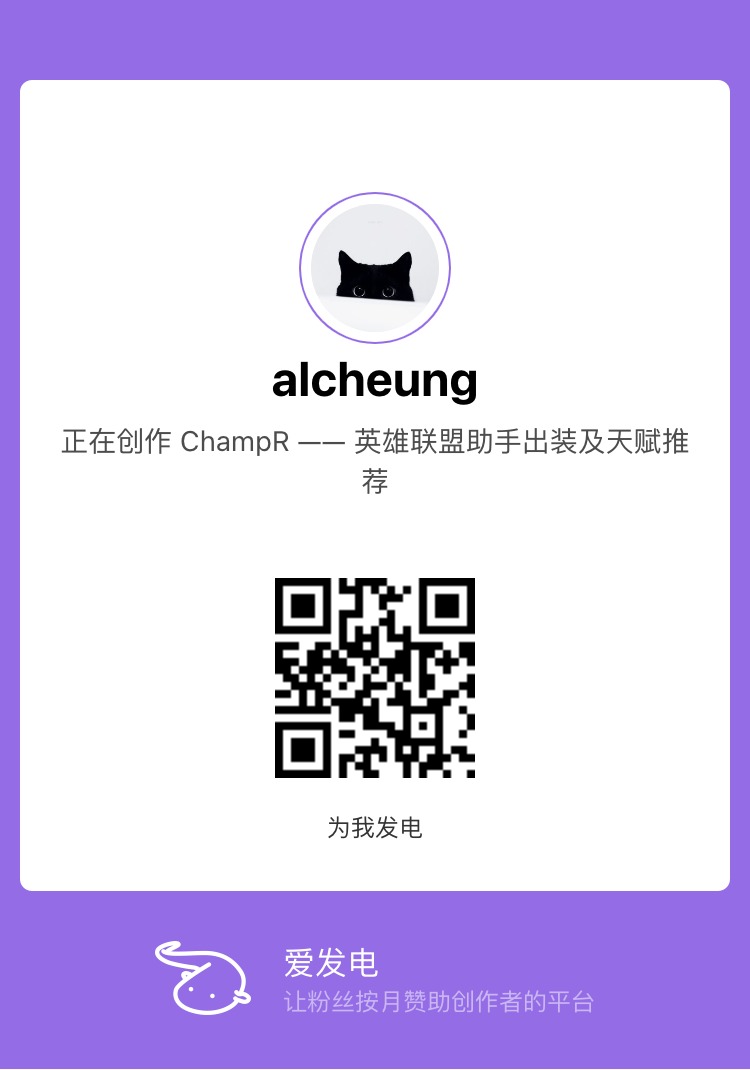 alcheung
正在创作 ChampR —— 英雄联盟助手出装及天赋推
荐
为我发电
爱发电
让粉丝按月赞助创作者的平台